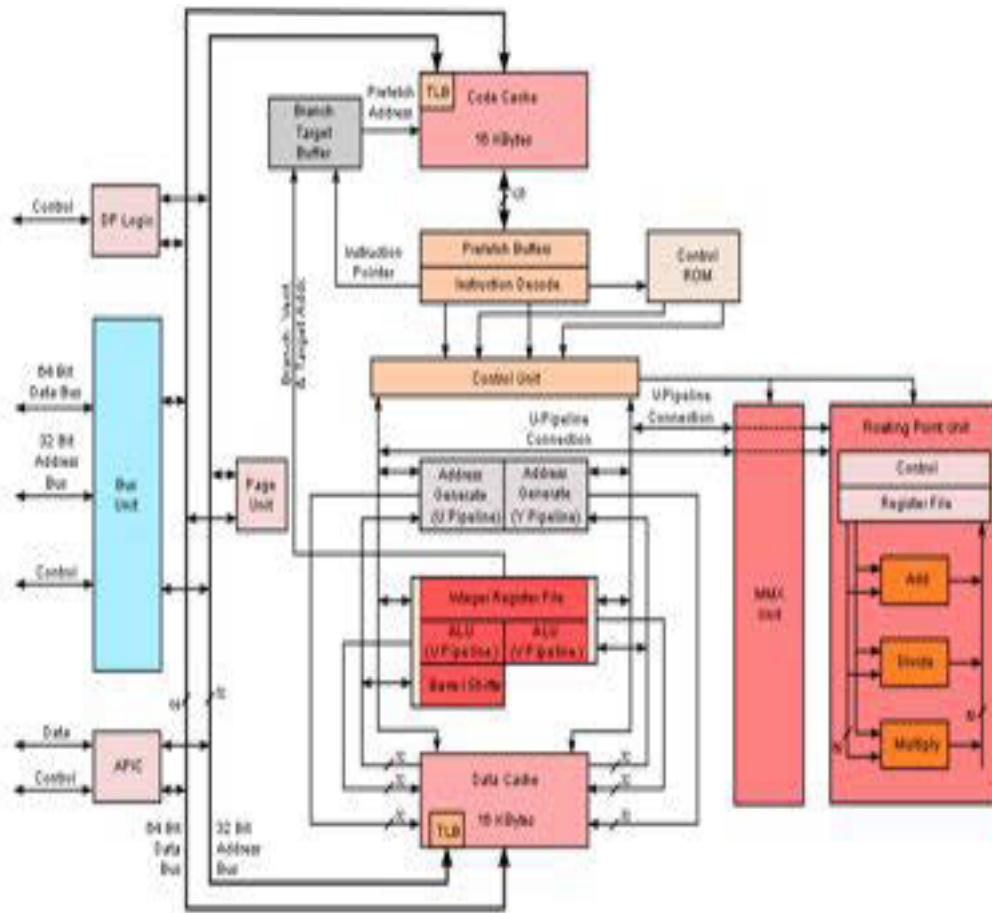 TLB
Code Cache
16 KBytes
Prefetch
Address
Branch
Target
Buffer
Control
DP Logic
Prefetch Buffers
Instruction Decode
Instruction
Pointer
Control
ROM
Branch Verif.
& Target Addr.
Control Unit
64 Bit
Data Bus
32 Bit
Address
Bus
Control
Bus
Unit
Page
Unit
U-Pipeline
Connection
V-Pipeline
Connection
Address
Generate
(U Pipeline)
Address
Generate
(V Pipeline)
Floating Point Unit
Control
Register File
Add
Divide
Multiply
MMX
Unit
Integer Register File
ALU
(U Pipeline)
ALU
(V Pipeline)
Barrel Shifter
Data
APIC
Control
Data Cache
16 KBytes
TLB
64 Bit
Data
Bus
32 Bit
Address
Bus